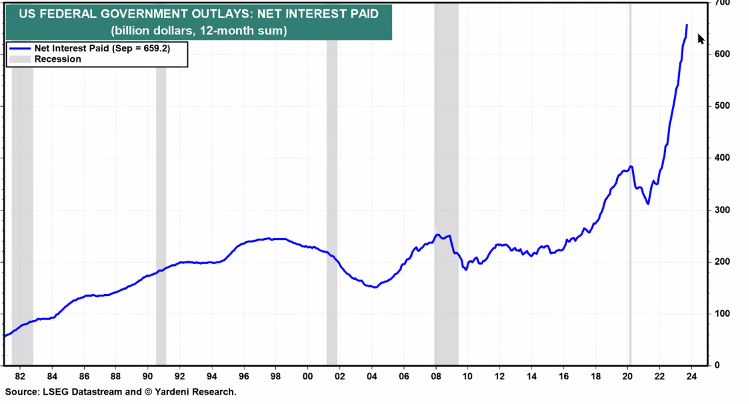 US FEDERAL GOVERNMENT OUTLAYS: NET INTEREST PAID
(billion dollars, 12-month sum)
Net Interest Paid (Sep = 659.2)
Recession
700
600
500
400
300
200
100
0
82 84 86 88 90 92 94 96 98 00 02 04 06 08 10 12 14 16 18 20 22 24
Source: LSEG Datastream and © Yardeni Research.